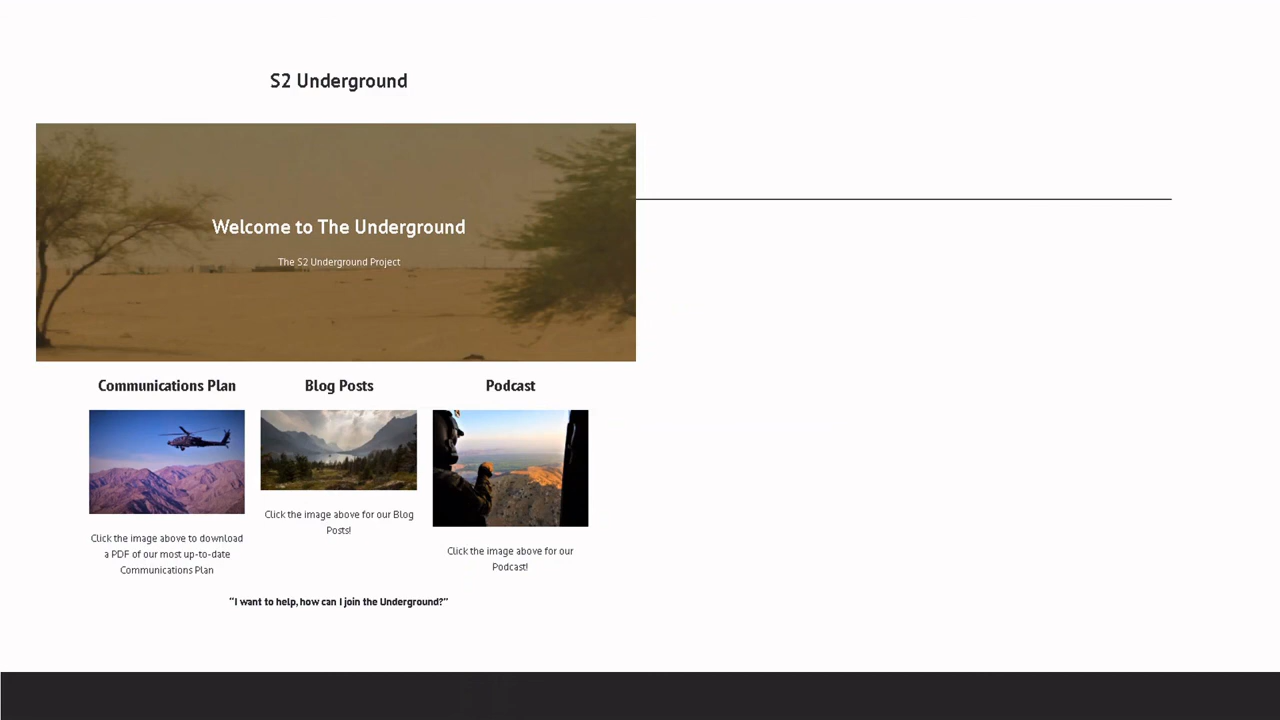 S2 Underground
Welcome to The Underground
The S2 Underground Project
Communications Plan
Blog Posts
Podcast
Click the image above to download
a PDF of our most up-to-date
Communications Plan
Click the image above for our Blog
Posts!
Click the image above for our
Podcast!
“I want to help, how can I join the Underground?”